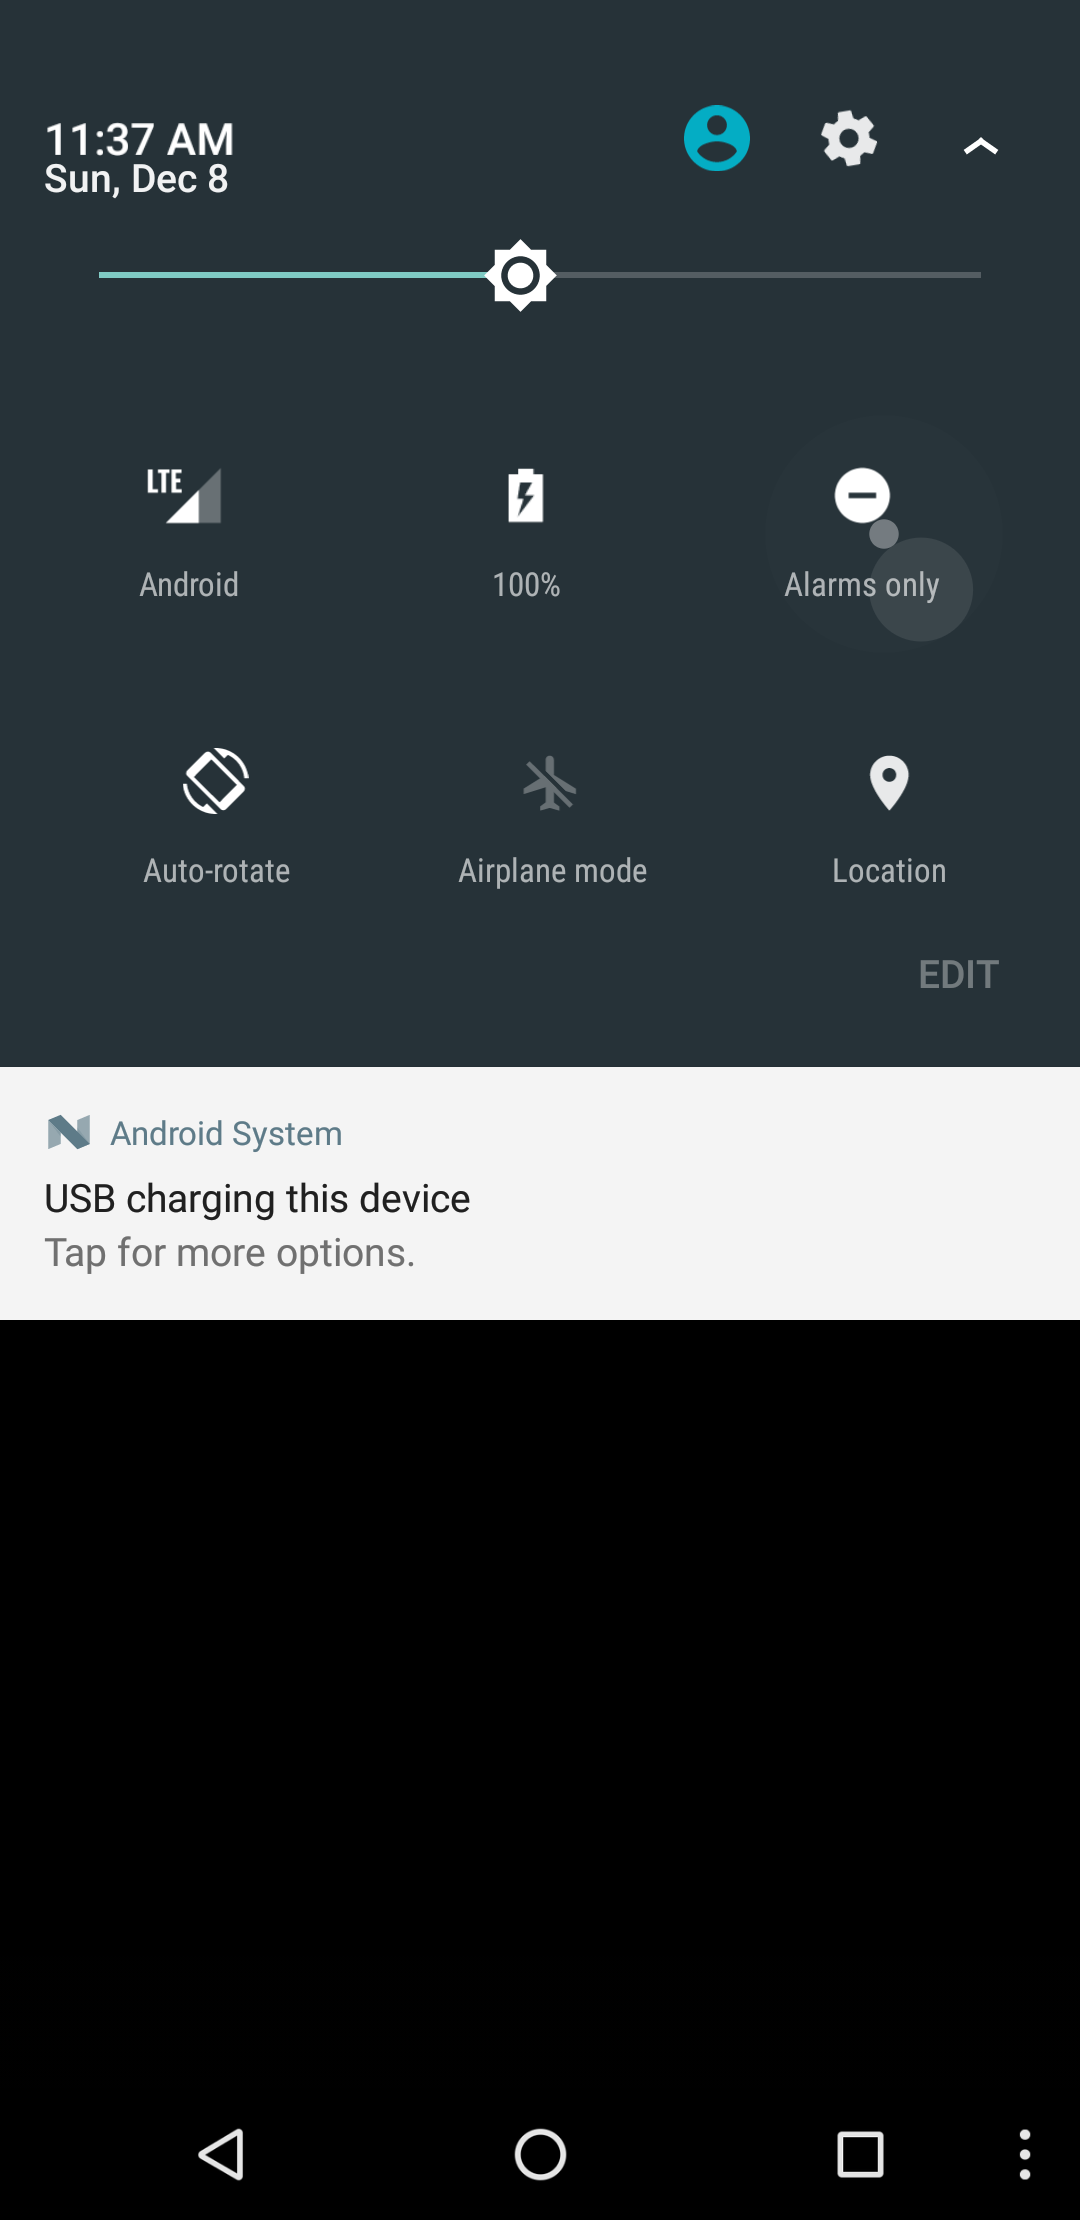 11:37 AM
Sun, Dec 8
LTE
Android
100%
Alarms only
Auto-rotate
Airplane mode
Location
EDIT
Android System
USB charging this device
Tap for more options.